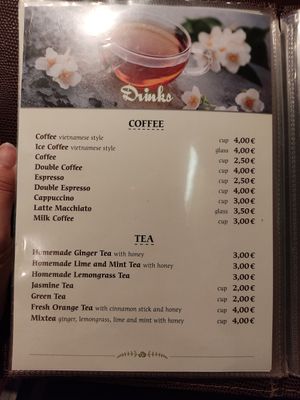 Drinks
COFFEE
Coffee vietnamese style cup 4,00 €
Ice Coffee vietnamese style glass 4,00 €
Coffee cup 2,50 €
Double Coffee cup 4,00 €
Espresso cup 2,50 €
Double Espresso cup 4,00 €
Cappuccino cup 3,00 €
Latte Macchiato glass 3,50 €
Milk Coffee cup 3,00 €
TEA
Homemade Ginger Tea with honey 3,00 €
Homemade Lime and Mint Tea with honey 3,00 €
Homemade Lemongrass Tea 3,00 €
Jasmine Tea cup 2,00 €
Green Tea cup 2,00 €
Fresh Orange Tea with cinnamon stick and honey cup 4,00 €
Mixtea ginger, lemongrass, lime and mint with honey cup 4,00 €